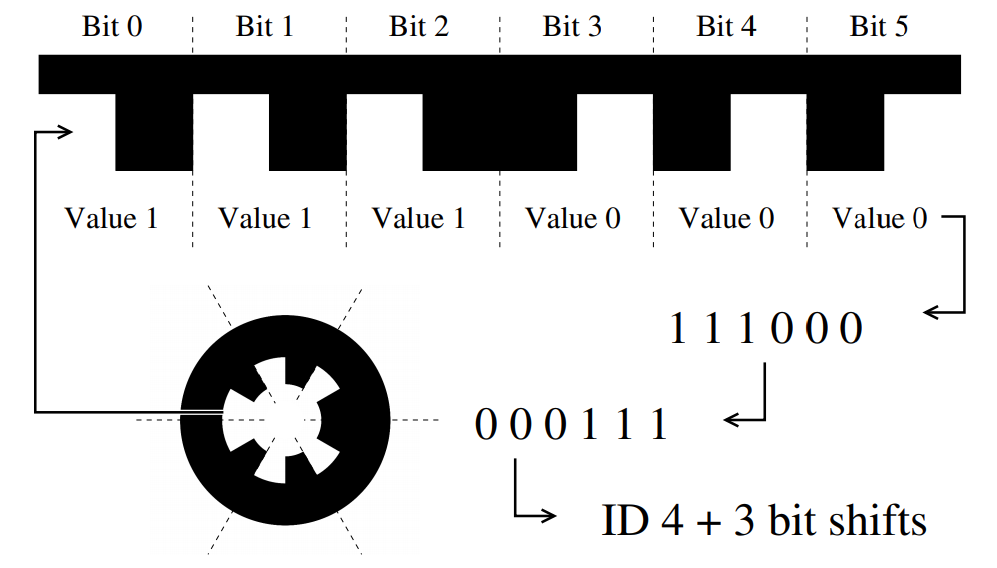 Bit 0 Bit 1 Bit 2 Bit 3 Bit 4 Bit 5
Value 1 Value 1 Value 1 Value 0 Value 0 Value 0
1 1 1 0 0 0
0 0 0 1 1 1
ID 4 + 3 bit shifts